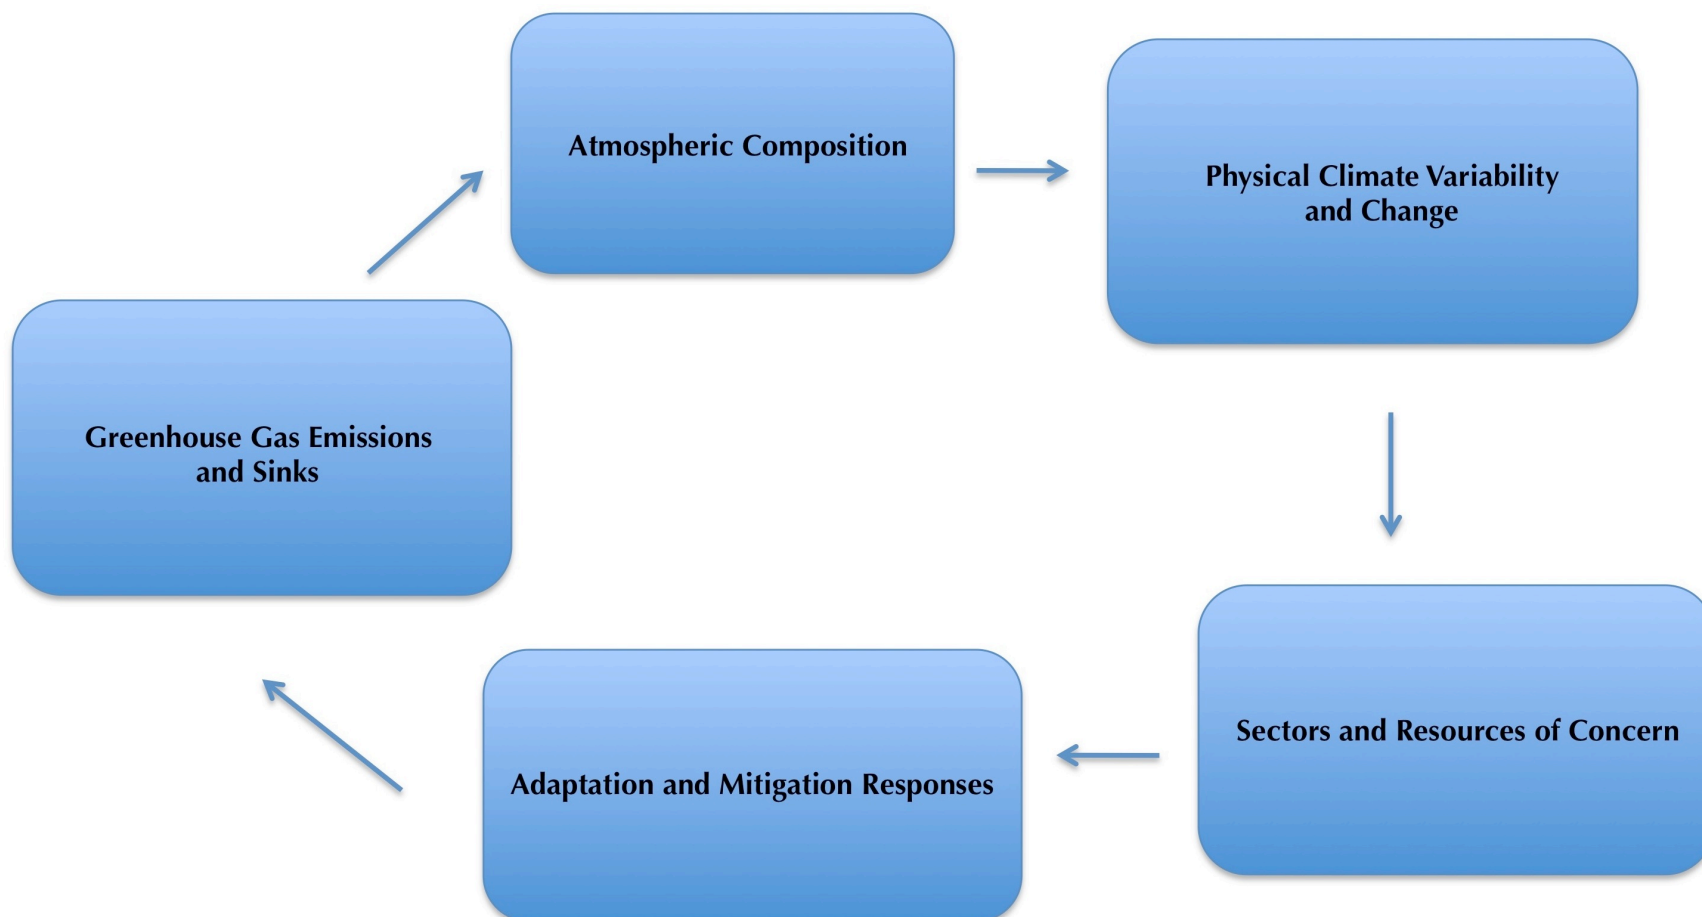 Atmospheric Composition
Physical Climate Variability
and Change
Greenhouse Gas Emissions
and Sinks
Sectors and Resources of Concern
Adaptation and Mitigation Responses